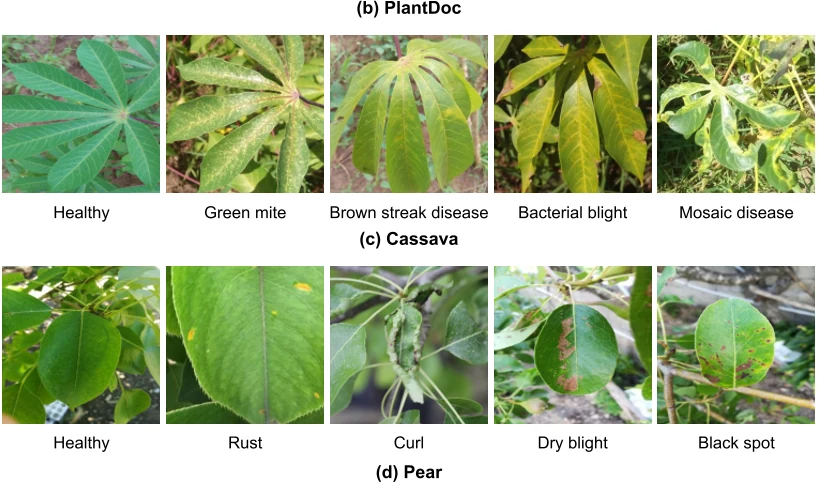 (b) PlantDoc
Healthy Green mite Brown streak disease Bacterial blight Mosaic disease
(c) Cassava
Healthy Rust Curl Dry blight Black spot
(d) Pear